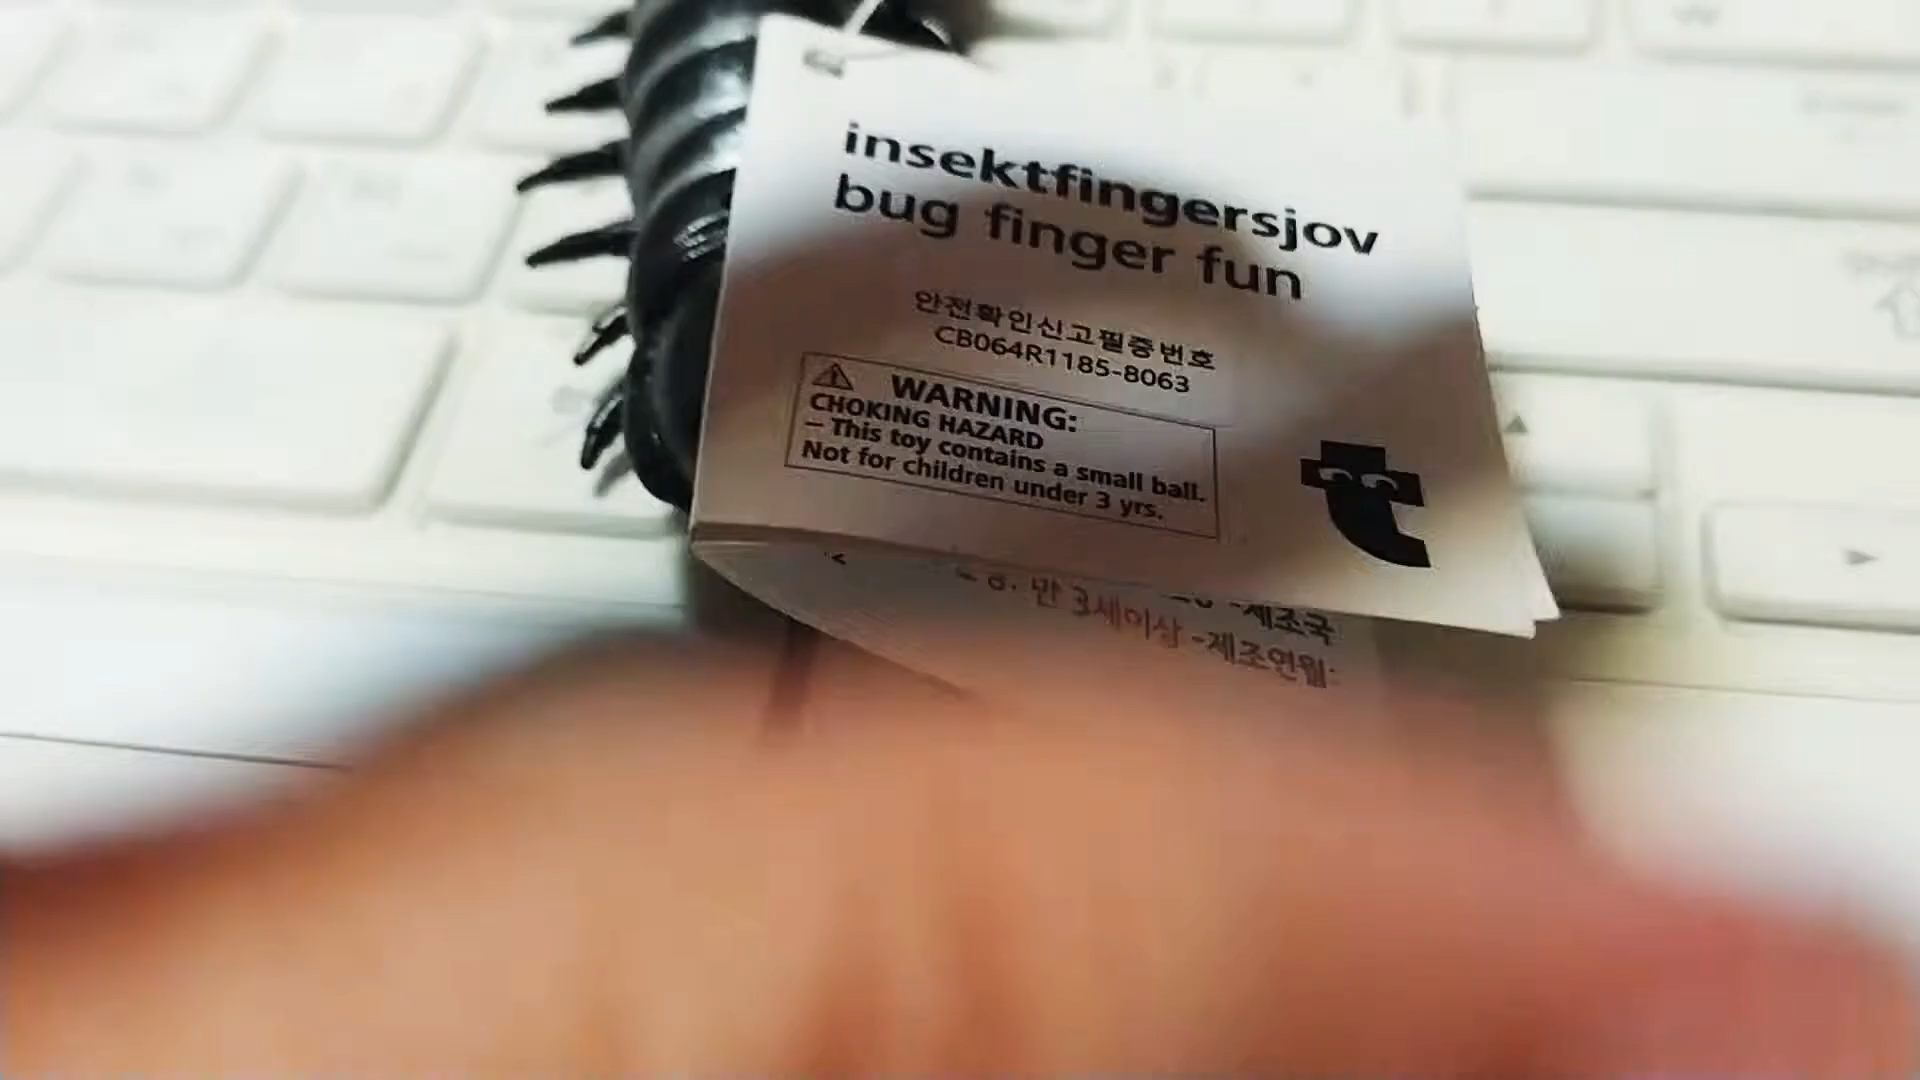 insektfingersjov
bug finger fun
안전확인신고필증번호
CB064R1185-8063
WARNING:
CHOKING HAZARD
– This toy contains a small ball.
Not for children under 3 yrs.
-제조국
만 3세이상 -제조연월: